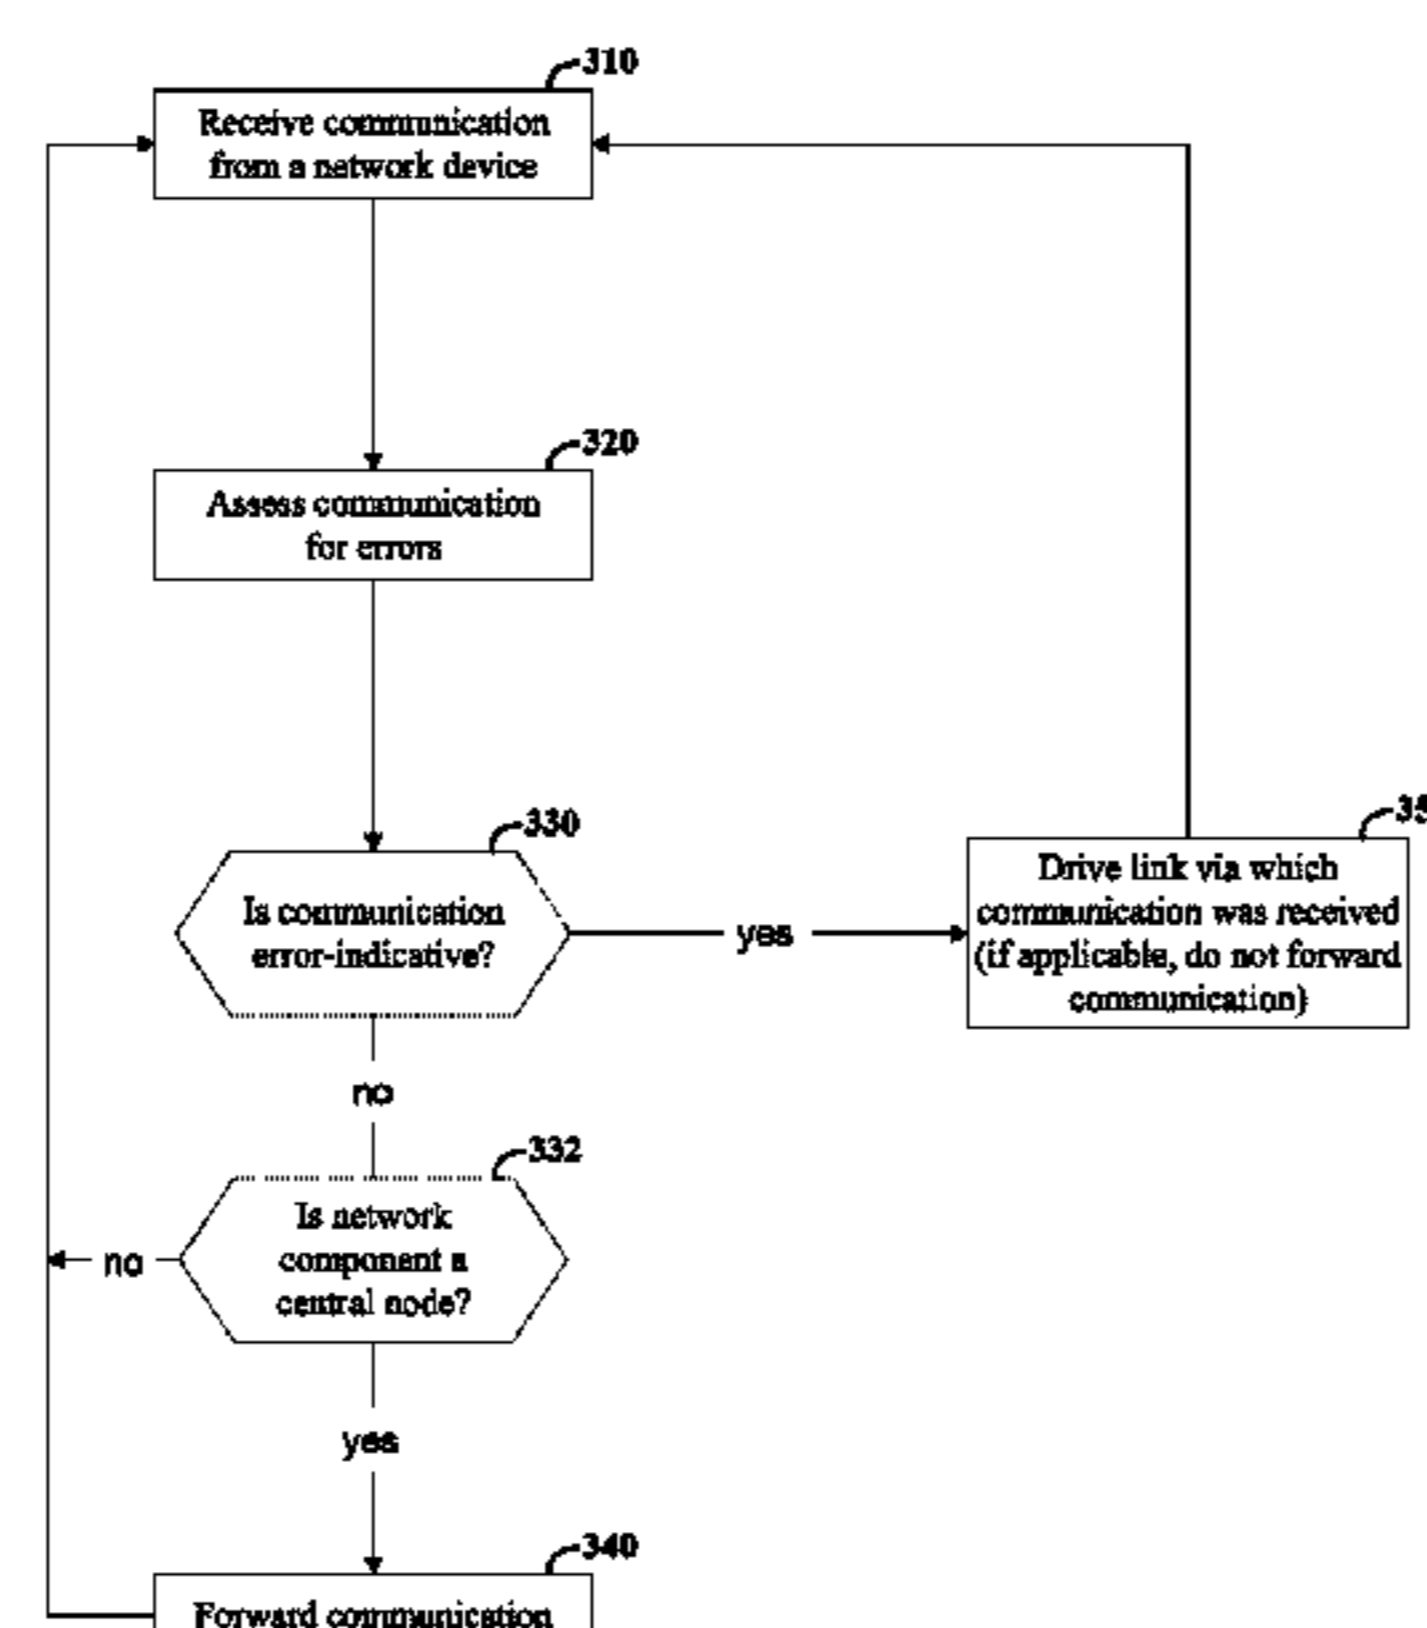 310
Receive communication
from a network device
320
Assess communication
for errors
330
Is communication
error-indicative?
yes
35
Drive link via which
communication was received
(if applicable, do not forward
communication)
no
332
Is network
component a
central node?
no
yes
340
Forward communication